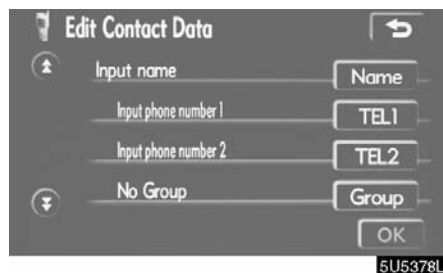 Edit Contact Data
Input name Name
Input phone number 1 TEL1
Input phone number 2 TEL2
No Group Group
OK
5U5378L